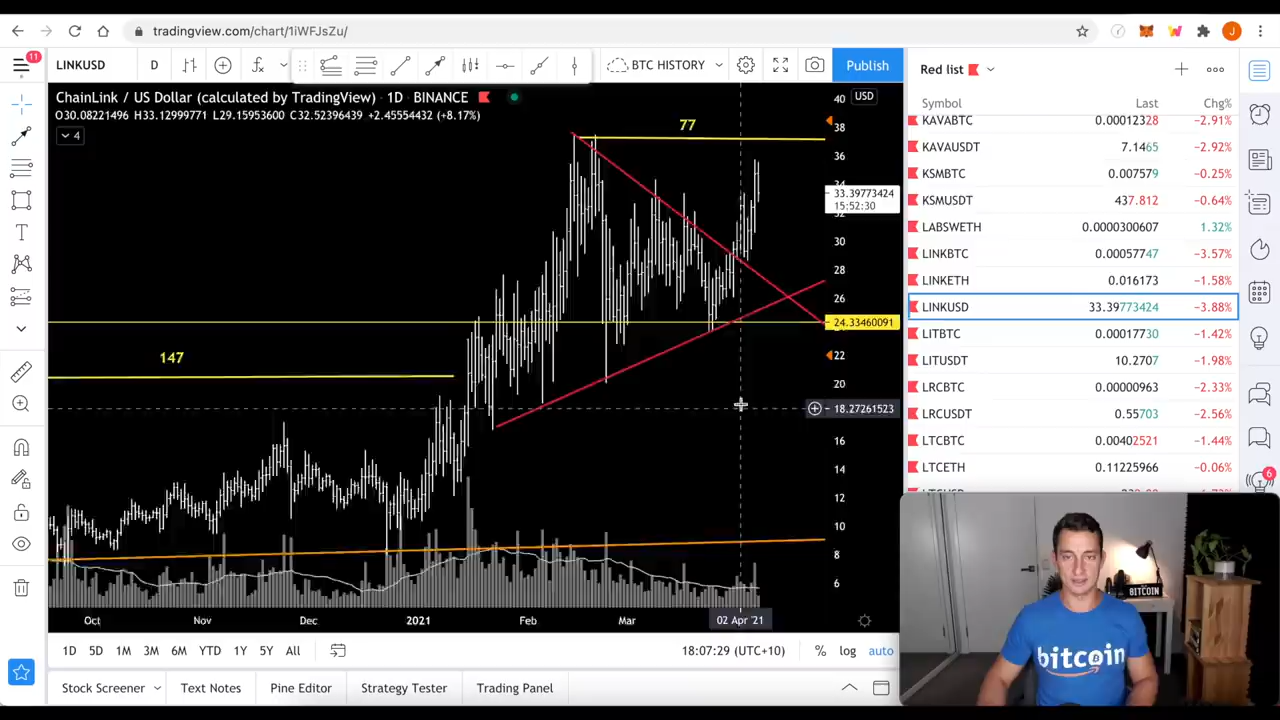 tradingview.com/chart/1iWFJsZu/
J
11
LINKUSD D BTC HISTORY Publish
Red list
ChainLink / US Dollar (calculated by TradingView) • 1D • BINANCE
O30.08221496 H33.12999771 L29.15953600 C32.52396439 +2.45554432 (+8.17%)
4
USD
77
147
40
38
36
34
33.39773424
15:52:30
32
30
28
26
24.33460091
22
20
18.27261523
16
14
12
10
8
6
Oct Nov Dec 2021 Feb Mar 02 Apr '21
1D 5D 1M 3M 6M YTD 1Y 5Y All 18:07:29 (UTC+10) % log auto
Stock Screener Text Notes Pine Editor Strategy Tester Trading Panel
Symbol Last Chg%
KAVABTC 0.00012328 −2.91%
KAVAUSDT 7.1465 −2.92%
KSMBTC 0.007579 −0.25%
KSMUSDT 437.812 −0.64%
LABSWETH 0.0000300607 1.32%
LINKBTC 0.00057747 −3.57%
LINKETH 0.016173 −1.58%
LINKUSD 33.39773424 −3.88%
LITBTC 0.00017730 −1.42%
LITUSDT 10.2707 −1.98%
LRCBTC 0.00000963 −2.33%
LRCUSDT 0.55703 −2.56%
LTCBTC 0.00402521 −1.44%
LTCETH 0.11225966 −0.06%
6
BITCOIN
bitcoin